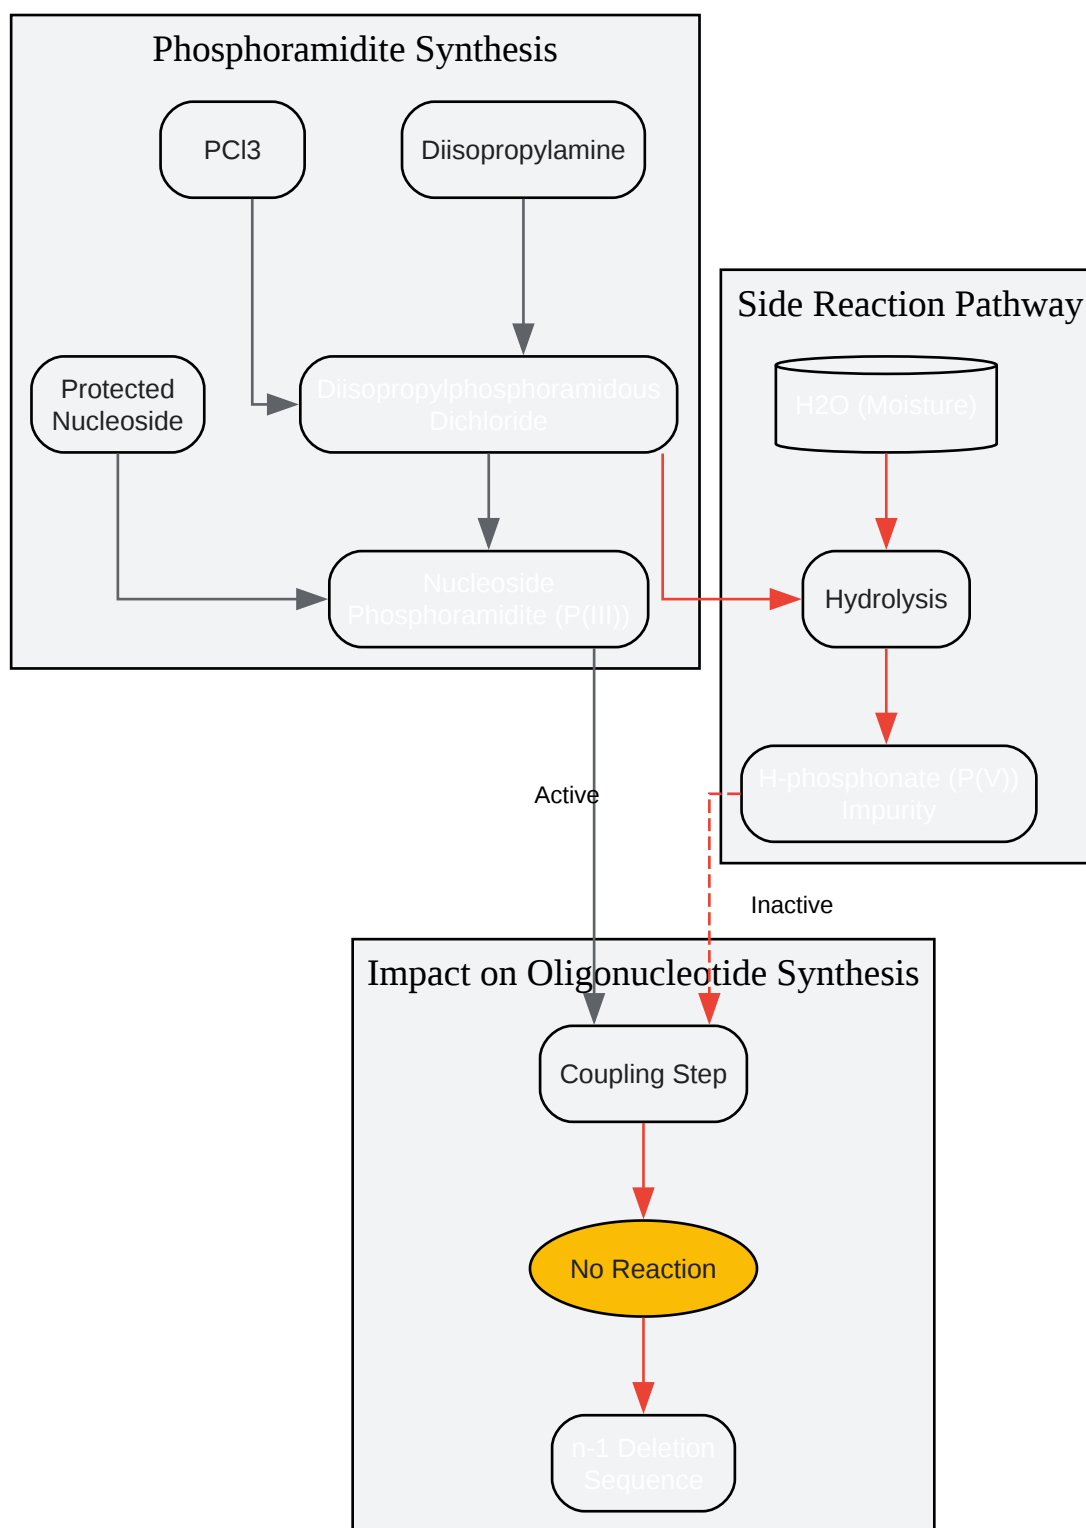 Phosphoramidite Synthesis
PCl3
Diisopropylamine
Side Reaction Pathway
Protected
Nucleoside
Diisopropylphosphoramidous
Dichloride
H2O (Moisture)
Nucleoside
Phosphoramidite (P(III))
Hydrolysis
H-phosphonate (P(V))
Impurity
Active
Inactive
Impact on Oligonucleotide Synthesis
Coupling Step
No Reaction
n-1 Deletion
Sequence